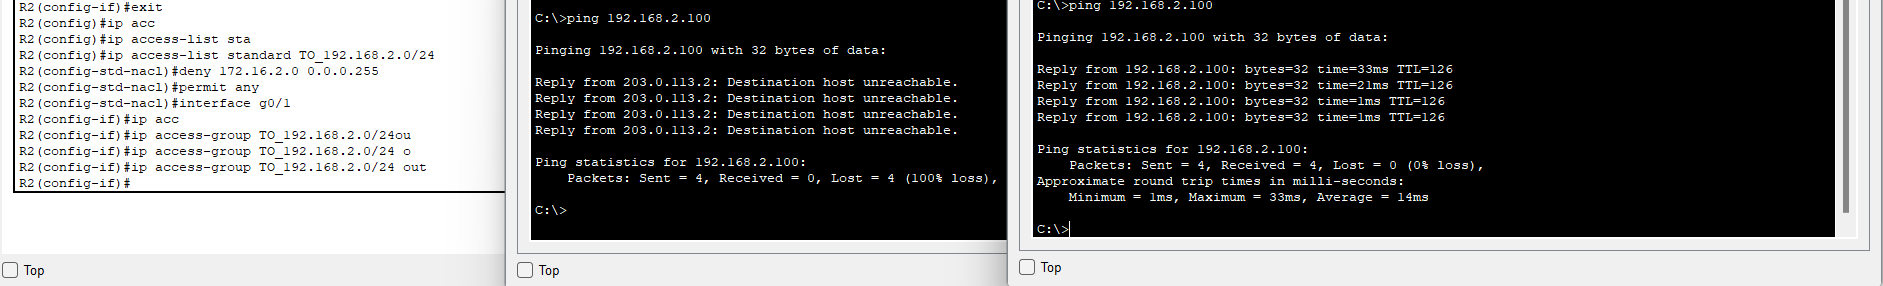 R2(config-if)#exit
R2(config)#ip acc
R2(config)#ip access-list sta
R2(config)#ip access-list standard TO_192.168.2.0/24
R2(config-std-nacl)#deny 172.16.2.0 0.0.0.255
R2(config-std-nacl)#permit any
R2(config-std-nacl)#interface g0/1
R2(config-if)#ip acc
R2(config-if)#ip access-group TO_192.168.2.0/24ou
R2(config-if)#ip access-group TO_192.168.2.0/24 o
R2(config-if)#ip access-group TO_192.168.2.0/24 out
R2(config-if)#
Top
C:\>ping 192.168.2.100
Pinging 192.168.2.100 with 32 bytes of data:
Reply from 203.0.113.2: Destination host unreachable.
Reply from 203.0.113.2: Destination host unreachable.
Reply from 203.0.113.2: Destination host unreachable.
Reply from 203.0.113.2: Destination host unreachable.
Ping statistics for 192.168.2.100:
Packets: Sent = 4, Received = 0, Lost = 4 (100% loss),
C:\>
Top
C:\>ping 192.168.2.100
Pinging 192.168.2.100 with 32 bytes of data:
Reply from 192.168.2.100: bytes=32 time=33ms TTL=126
Reply from 192.168.2.100: bytes=32 time=21ms TTL=126
Reply from 192.168.2.100: bytes=32 time=1ms TTL=126
Reply from 192.168.2.100: bytes=32 time=1ms TTL=126
Ping statistics for 192.168.2.100:
Packets: Sent = 4, Received = 4, Lost = 0 (0% loss),
Approximate round trip times in milli-seconds:
Minimum = 1ms, Maximum = 33ms, Average = 14ms
C:\>
Top